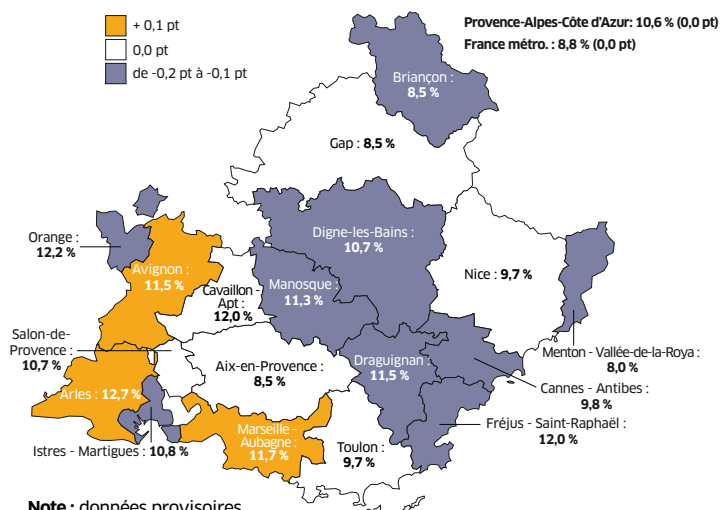 + 0,1 pt
0,0 pt
de -0,2 pt à -0,1 pt
Provence-Alpes-Côte d'Azur: 10,6 % (0,0 pt)
France métro. : 8,8 % (0,0 pt)
Briançon :
8,5 %
Gap : 8,5 %
Orange :
12,2 %
Avignon :
11,5 %
Digne-les-Bains :
10,7 %
Nice : 9,7 %
Cavaillon -
Apt :
12,0 %
Manosque :
11,3 %
Salon-de-
Provence :
10,7 %
Aix-en-Provence :
8,5 %
Draguignan :
11,5 %
Menton - Vallée-de-la-Roya :
8,0 %
Cannes - Antibes :
9,8 %
Arles : 12,7 %
Fréjus - Saint-Raphaël :
12,0 %
Istres - Martigues : 10,8 %
Marseille -
Aubagne :
11,7 %
Toulon :
9,7 %
Note : données provisoires